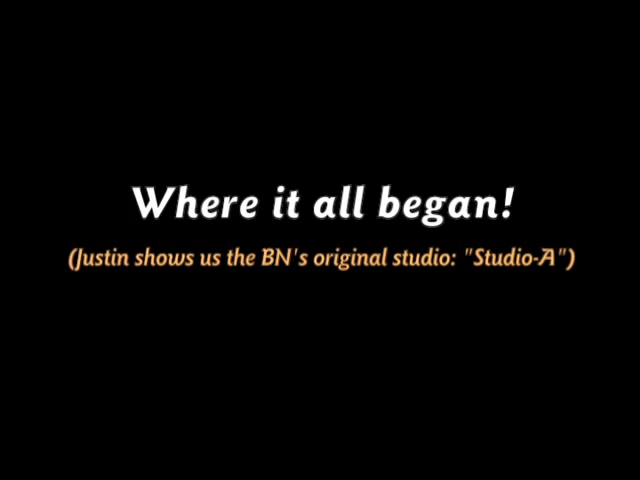 Where it all began!
(Justin shows us the BN's original studio: "Studio-A")